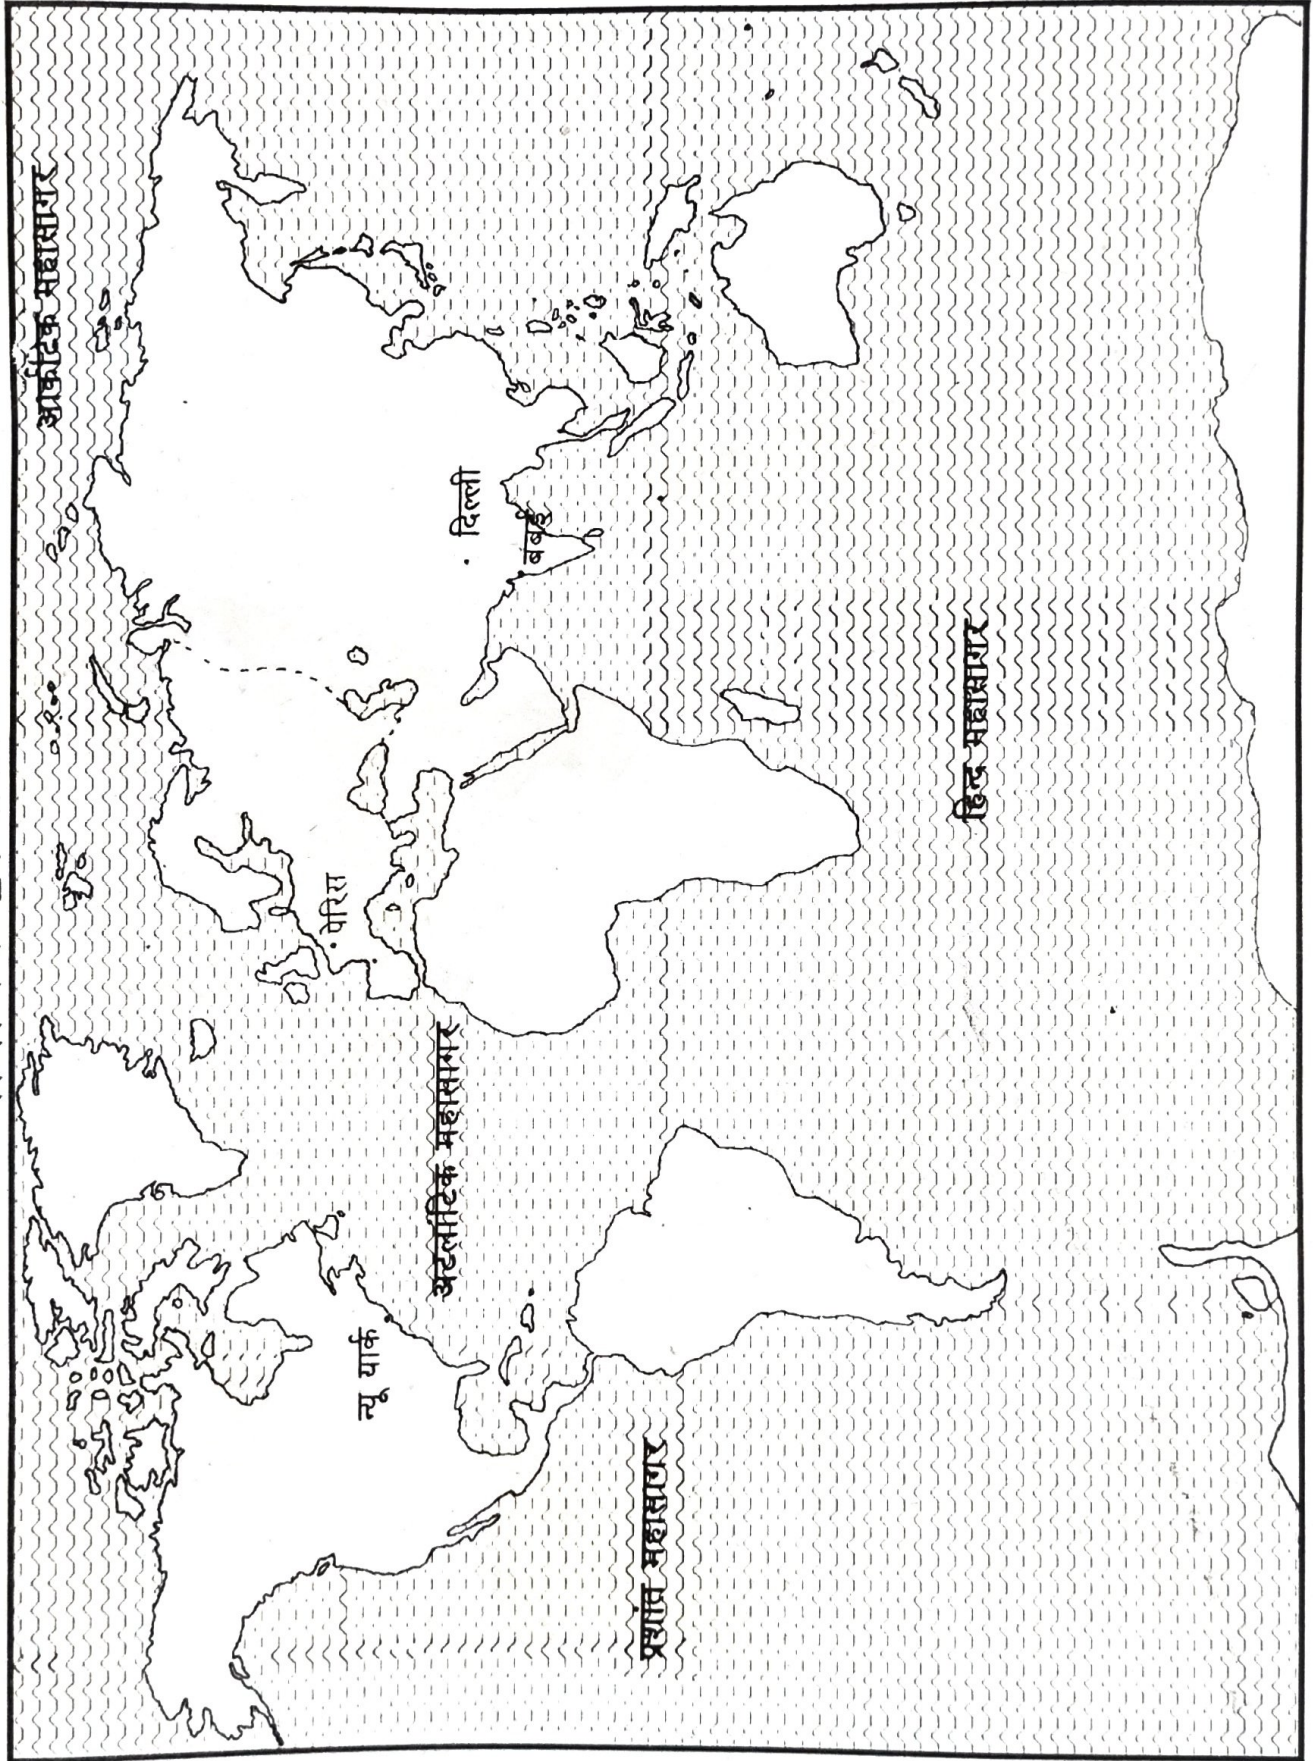 आर्कटिक महासागर
पेरिस
न्यू यार्क
अटलांटिक महासागर
दिल्ली
बंबई
प्रशांत महासागर
हिन्द महासागर